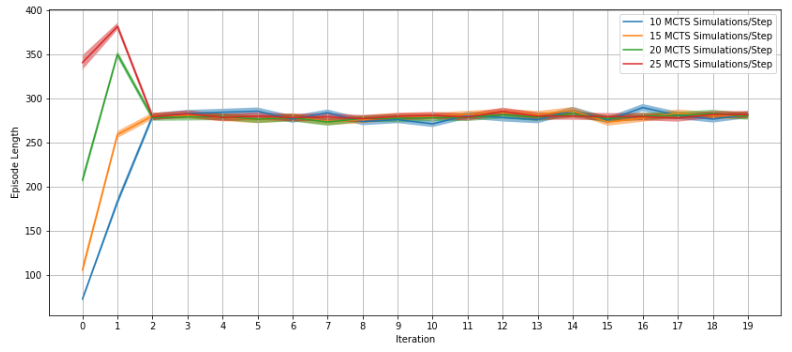 400
350
300
250
200
150
100
Episode Length
10 MCTS Simulations/Step
15 MCTS Simulations/Step
20 MCTS Simulations/Step
25 MCTS Simulations/Step
0 1 2 3 4 5 6 7 8 9 10 11 12 13 14 15 16 17 18 19
Iteration